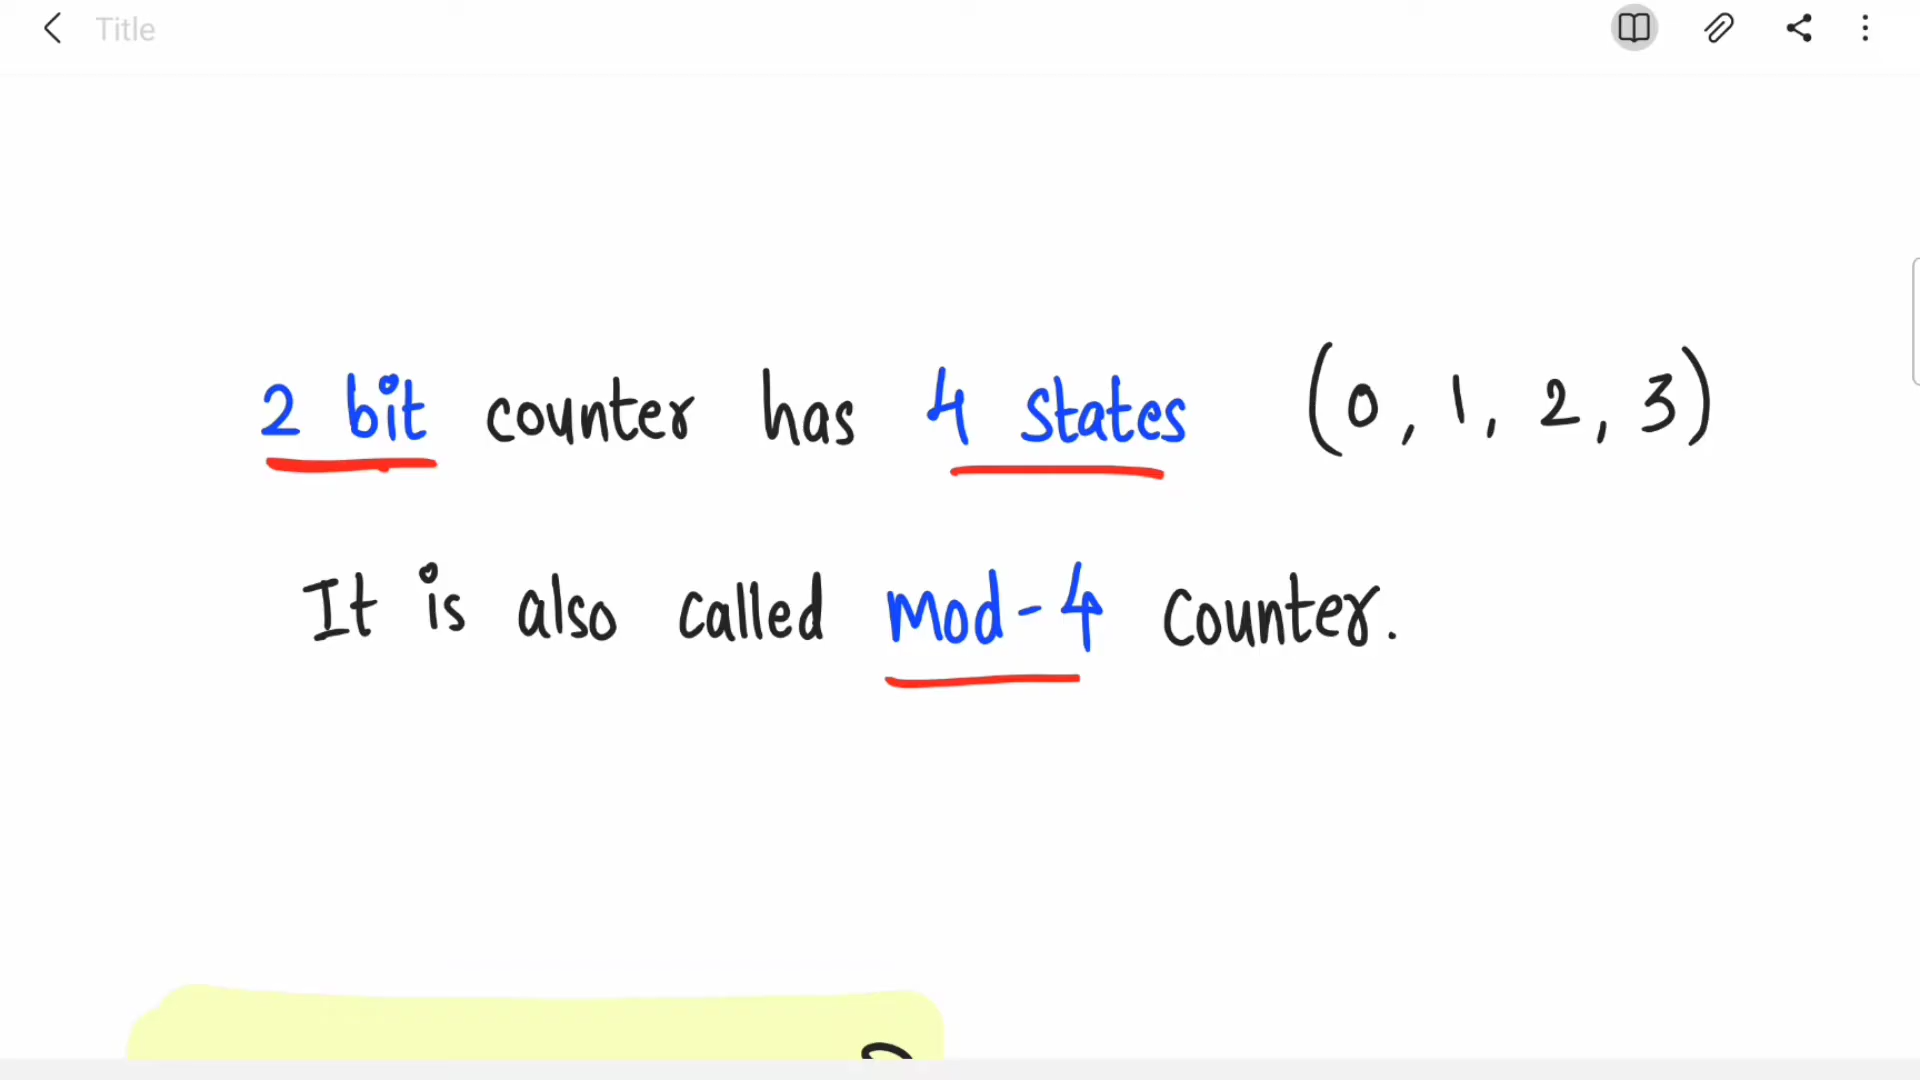 Title
2 bit counter has 4 states (0, 1, 2, 3)
It is also called mod-4 counter.